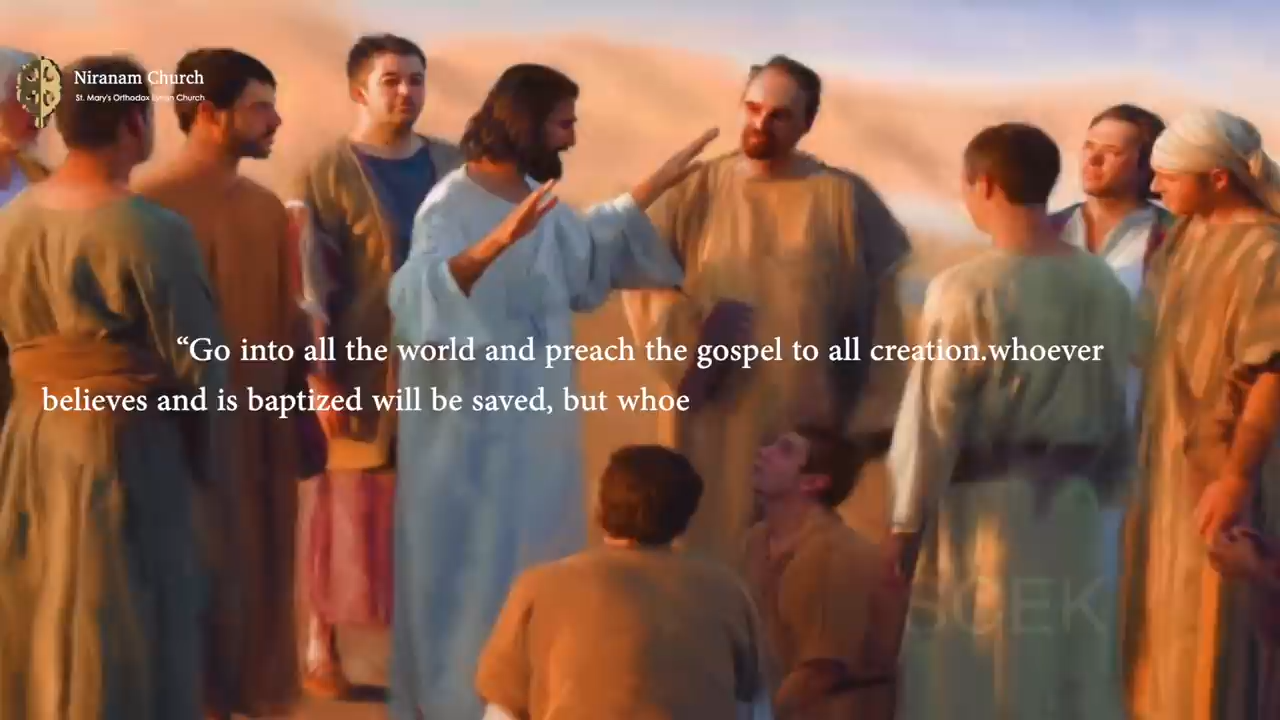 Niranam Church
St. Mary's Orthodox Syrian Church
“Go into all the world and preach the gospel to all creation.whoever
believes and is baptized will be saved, but whoe
SGEK